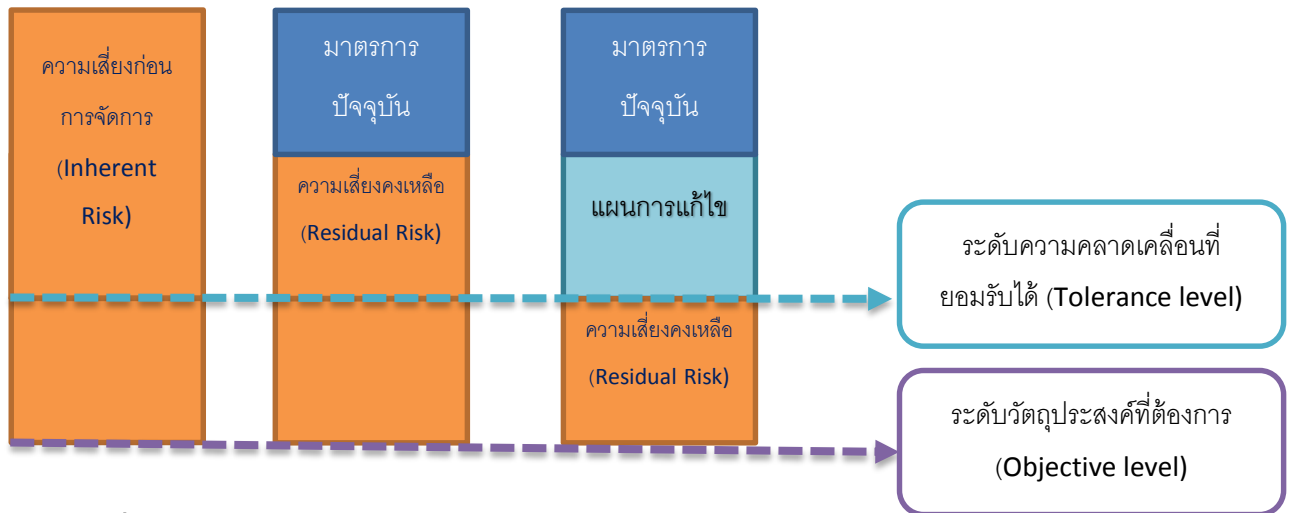 ความเสี่ยงก่อน
การจัดการ
(Inherent
Risk)
มาตรการ
ปัจจุบัน
ความเสี่ยงคงเหลือ
(Residual Risk)
มาตรการ
ปัจจุบัน
แผนการแก้ไข
ความเสี่ยงคงเหลือ
(Residual Risk)
ระดับความคลาดเคลื่อนที่
ยอมรับได้ (Tolerance level)
ระดับวัตถุประสงค์ที่ต้องการ
(Objective level)